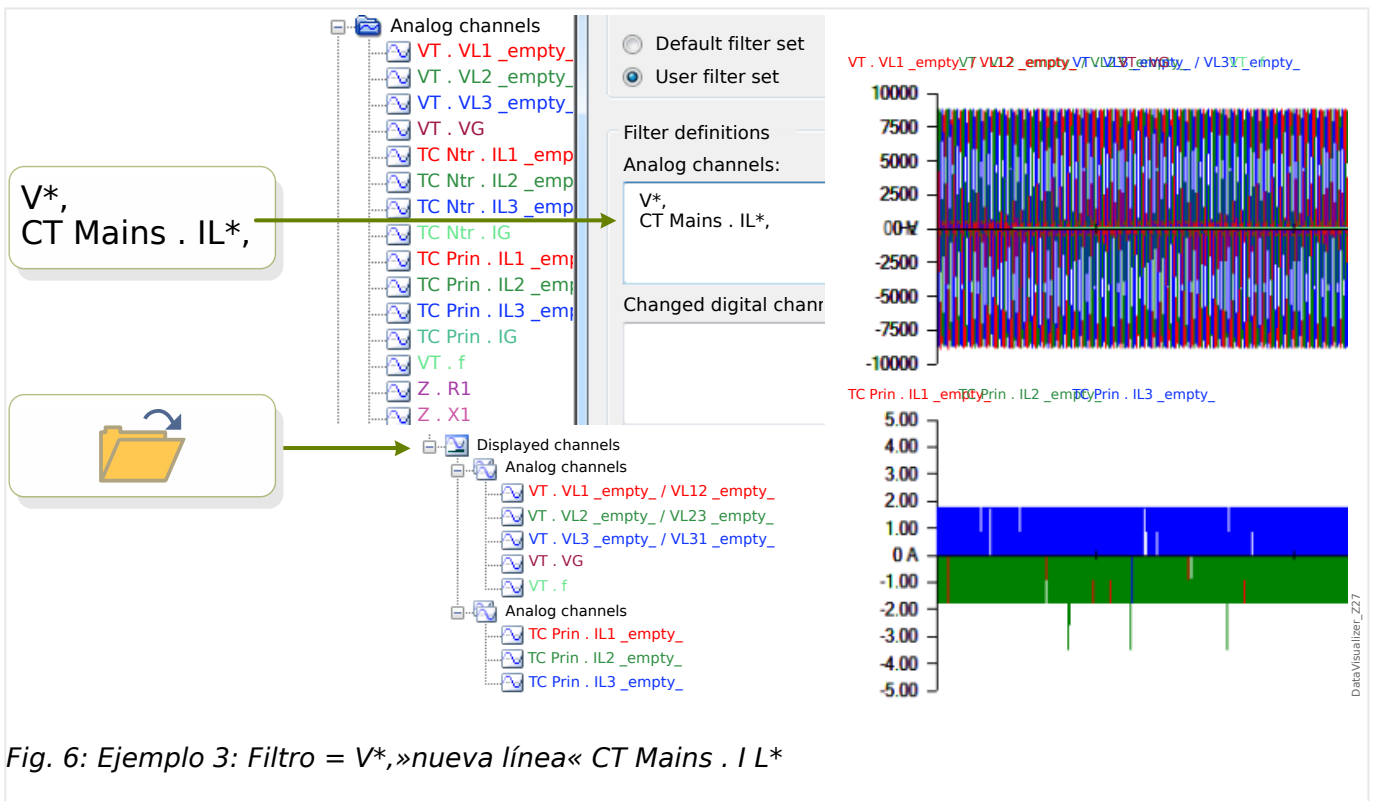 V*,
CT Mains . IL*,
Analog channels
VT . VL1 _empty_
VT . VL2 _empty_
VT . VL3 _empty_
VT . VG
TC Ntr . IL1 _emp
TC Ntr . IL2 _emp
TC Ntr . IL3 _emp
TC Ntr . IG
TC Prin . IL1 _emp
TC Prin . IL2 _emp
TC Prin . IL3 _emp
TC Prin . IG
VT . f
Z . R1
Z . X1
Default filter set
User filter set
Filter definitions
Analog channels:
V*,
CT Mains . IL*,
Changed digital chann
Displayed channels
Analog channels
VT . VL1 _empty_ / VL12 _empty_
VT . VL2 _empty_ / VL23 _empty_
VT . VL3 _empty_ / VL31 _empty_
VT . VG
VT . f
Analog channels
TC Prin . IL1 _empty_
TC Prin . IL2 _empty_
TC Prin . IL3 _empty_
VT . VL1 _empty_ / VL12 _empty_
10000
7500
5000
2500
-2500
-5000
-7500
-10000
TC Prin . IL1 _empty_
TC Prin . IL2 _empty_
TC Prin . IL3 _empty_
5.00
4.00
3.00
2.00
1.00
0 A
-1.00
-2.00
-3.00
-4.00
-5.00
DataVisualizer_Z27
Fig. 6: Ejemplo 3: Filtro = V*,»nueva línea« CT Mains . I L*